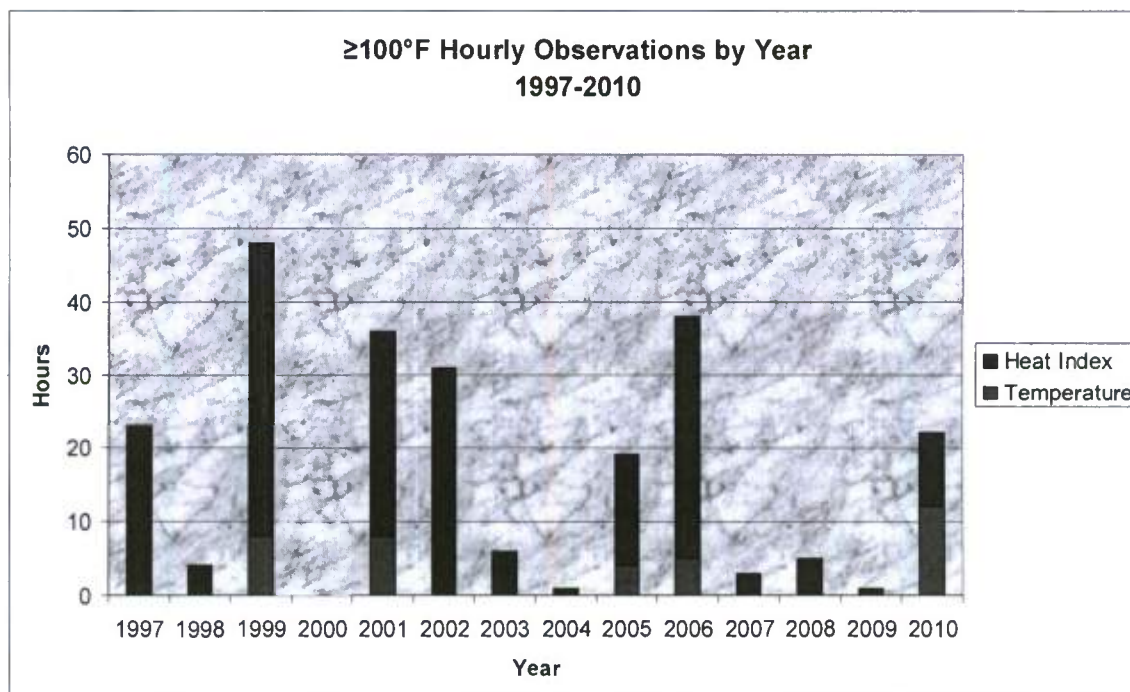 ≥100°F Hourly Observations by Year
1997-2010
60
50
40
30
20
10
0
Hours
1997 1998 1999 2000 2001 2002 2003 2004 2005 2006 2007 2008 2009 2010
Year
Heat Index
Temperature